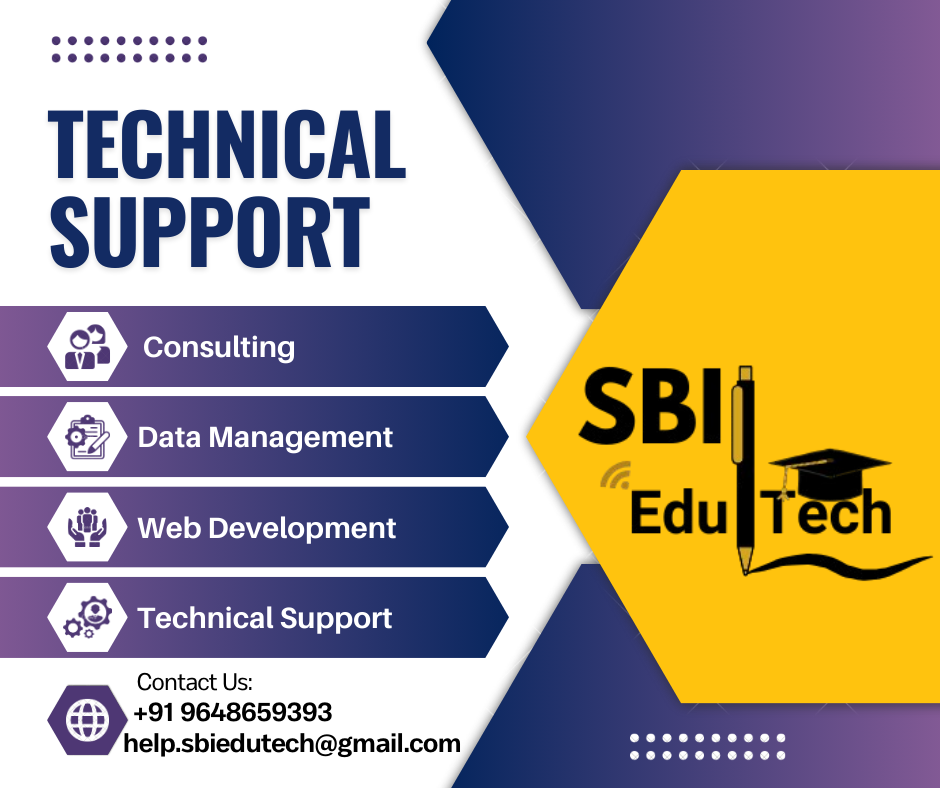 TECHNICAL
SUPPORT
Consulting
Data Management
Web Development
Technical Support
Contact Us:
+91 9648659393
help.sbiedutech@gmail.com
SBI
Edu Tech